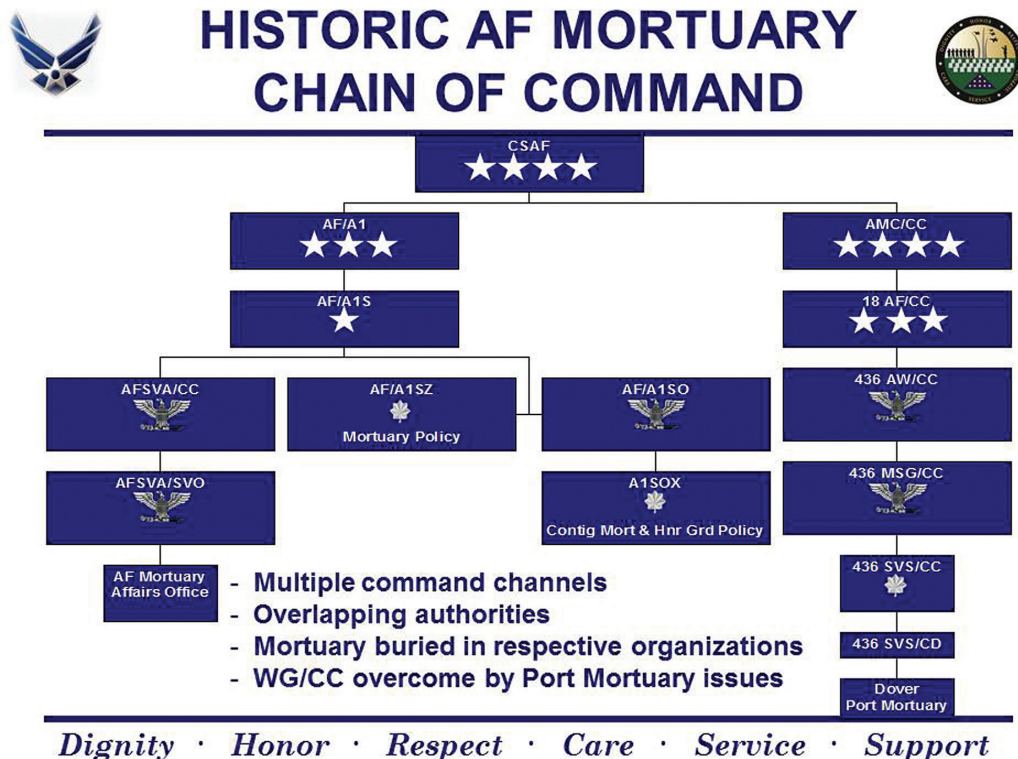 HISTORIC AF MORTUARY
CHAIN OF COMMAND
CSAF
AF/A1
AMC/CC
AF/A1S
18 AF/CC
AFSVA/CC
AF/A1SZ
Mortuary Policy
AF/A1SO
436 AW/CC
AFSVA/SVO
A1SOX
Contig Mort & Hnr Grd Policy
436 MSG/CC
AF Mortuary
Affairs Office
436 SVS/CC
- Multiple command channels
- Overlapping authorities
- Mortuary buried in respective organizations
- WG/CC overcome by Port Mortuary issues
436 SVS/CD
Dover
Port Mortuary
Dignity · Honor · Respect · Care · Service · Support